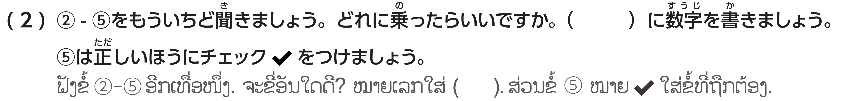 (2) ②-⑤をもういちど聞きましょう。どれに乗ったらいいですか。(　　)に数字を書きましょう。
⑤は正しいほうにチェック✔をつけましょう。
ຟັງຂໍ້ ②-⑤ ອີກເທື່ອໜຶ່ງ. ຈະຂີ່ອັນໃດດີ? ໝາຍເລກໃສ່ (　　). ສ່ວນຂໍ້ ⑤ ໝາຍ ✔ ໃສ່ຂໍ້ທີ່ຖືກຕ້ອງ.